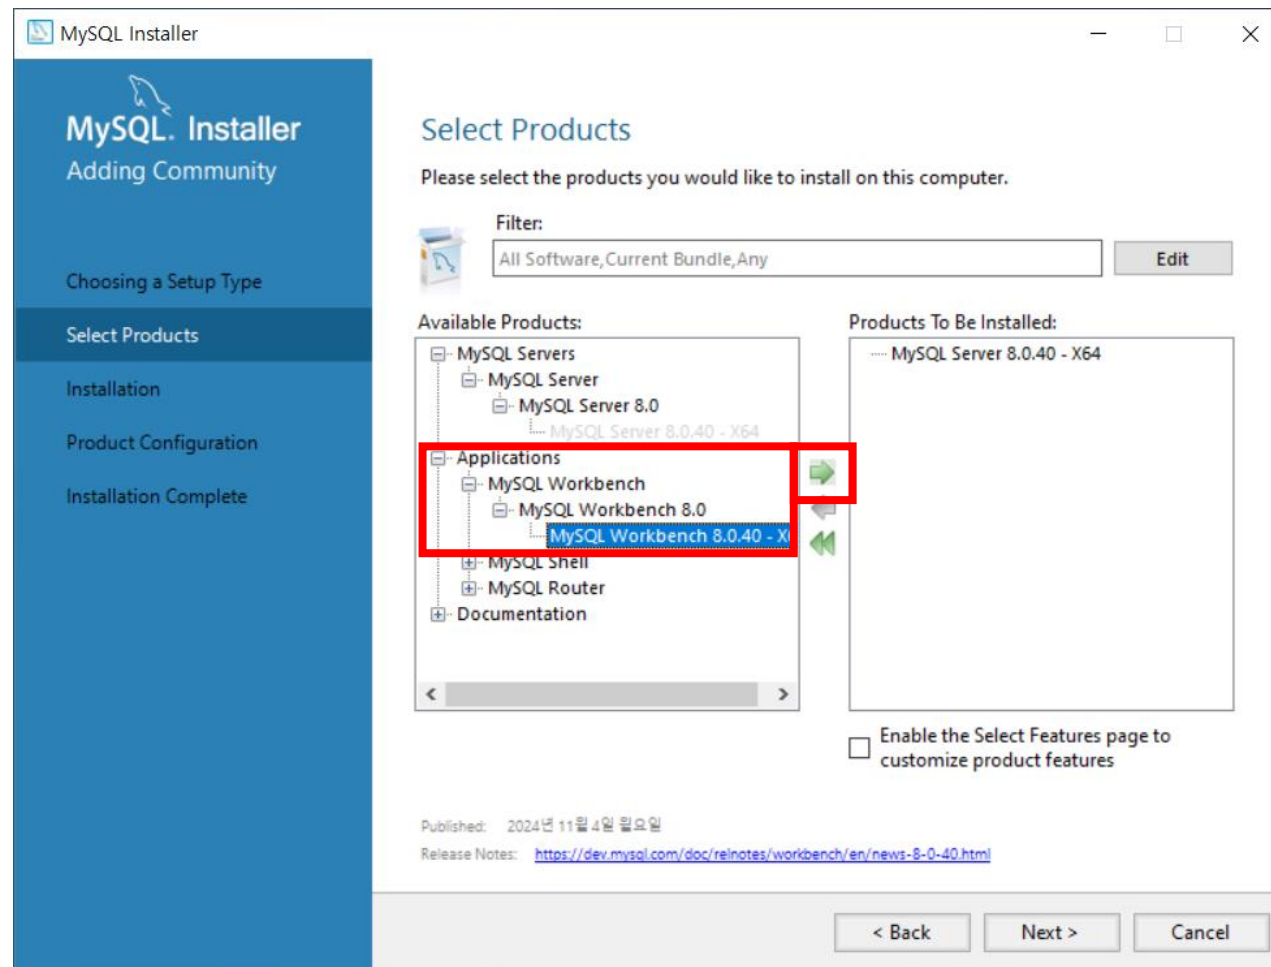 MySQL Installer
MySQL. Installer
Adding Community
Choosing a Setup Type
Select Products
Installation
Product Configuration
Installation Complete
Select Products
Please select the products you would like to install on this computer.
Filter:
All Software,Current Bundle,Any
Edit
Available Products:
MySQL Servers
MySQL Server
MySQL Server 8.0
MySQL Server 8.0.40 - X64
Applications
MySQL Workbench
MySQL Workbench 8.0
MySQL Workbench 8.0.40 - X
MySQL Shell
MySQL Router
Documentation
Products To Be Installed:
MySQL Server 8.0.40 - X64
Enable the Select Features page to
customize product features
Published: 2024년 11월 4일 월요일
Release Notes: https://dev.mysql.com/doc/relnotes/workbench/en/news-8-0-40.html
< Back
Next >
Cancel